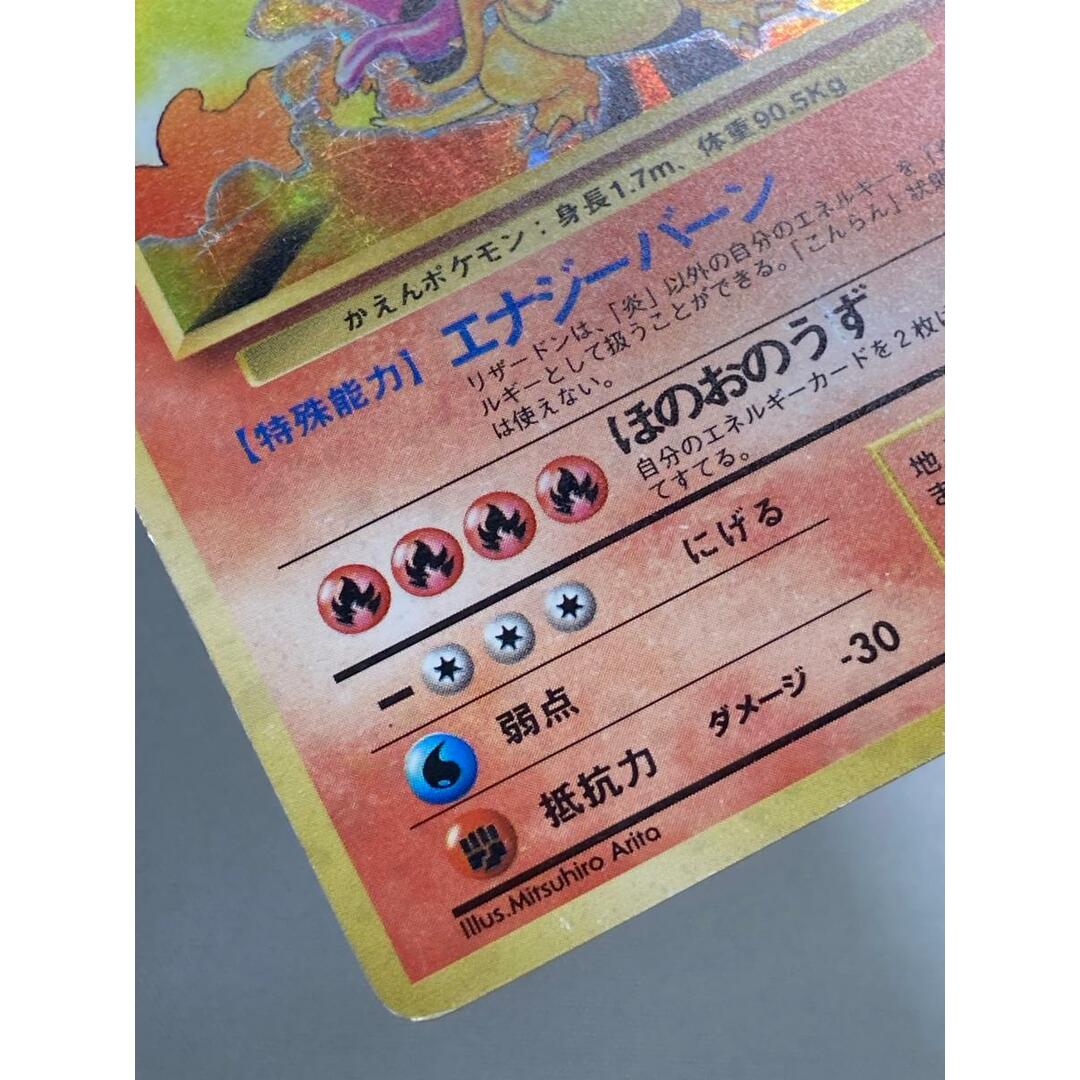 かえんポケモン：身長1.7m、体重90.5Kg
【特殊能力】エナジーバーン
リザードンは、「炎」以外の自分のエネルギーを「
ルギーとして扱うことができる。「こんらん」状態
は使えない。
ほのおのうず
自分のエネルギーカードを2枚
てすてる。
にげる
弱点
抵抗力 ダメージ -30
Illus.Mitsuhiro Arita
地
ま